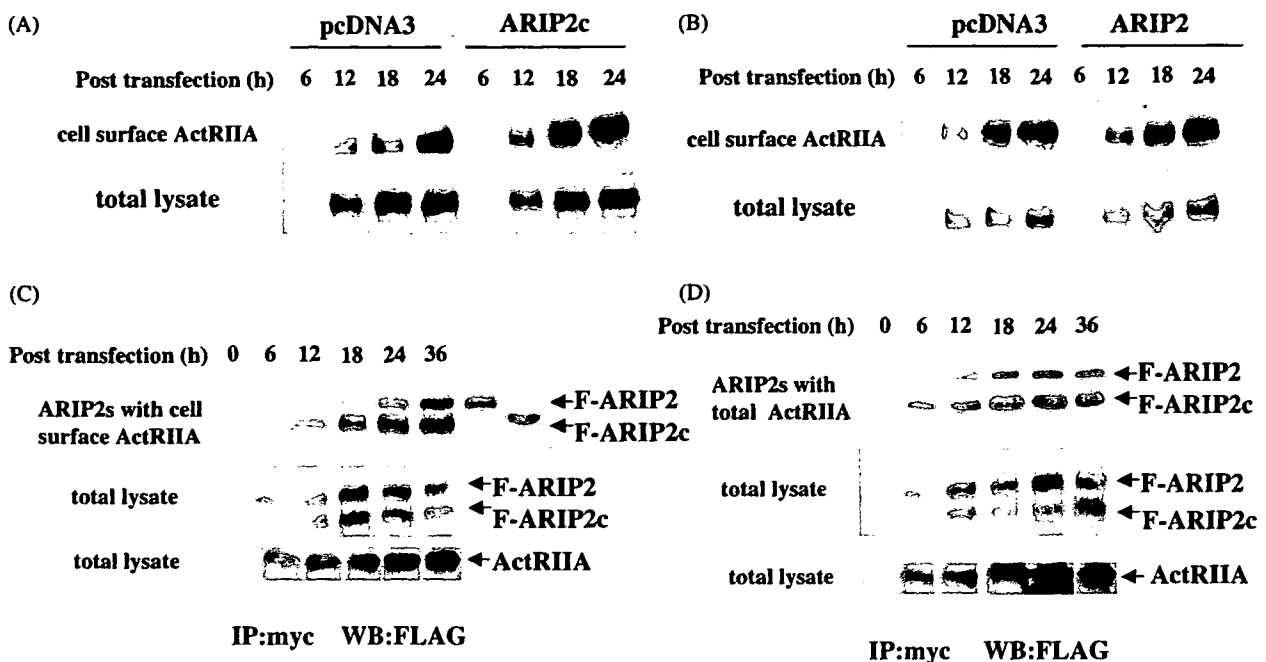 (A)
pcDNA3 ARIP2c
Post transfection (h) 6 12 18 24 6 12 18 24
cell surface ActRIIA
total lysate
(B)
pcDNA3 ARIP2
Post transfection (h) 6 12 18 24 6 12 18 24
cell surface ActRIIA
total lysate
(C)
Post transfection (h) 0 6 12 18 24 36
ARIP2s with cell
surface ActRIIA
F-ARIP2
F-ARIP2c
total lysate
F-ARIP2
F-ARIP2c
total lysate
ActRIIA
IP:myc WB:FLAG
(D)
Post transfection (h) 0 6 12 18 24 36
ARIP2s with
total ActRIIA
F-ARIP2
F-ARIP2c
total lysate
F-ARIP2
F-ARIP2c
total lysate
ActRIIA
IP:myc WB:FLAG